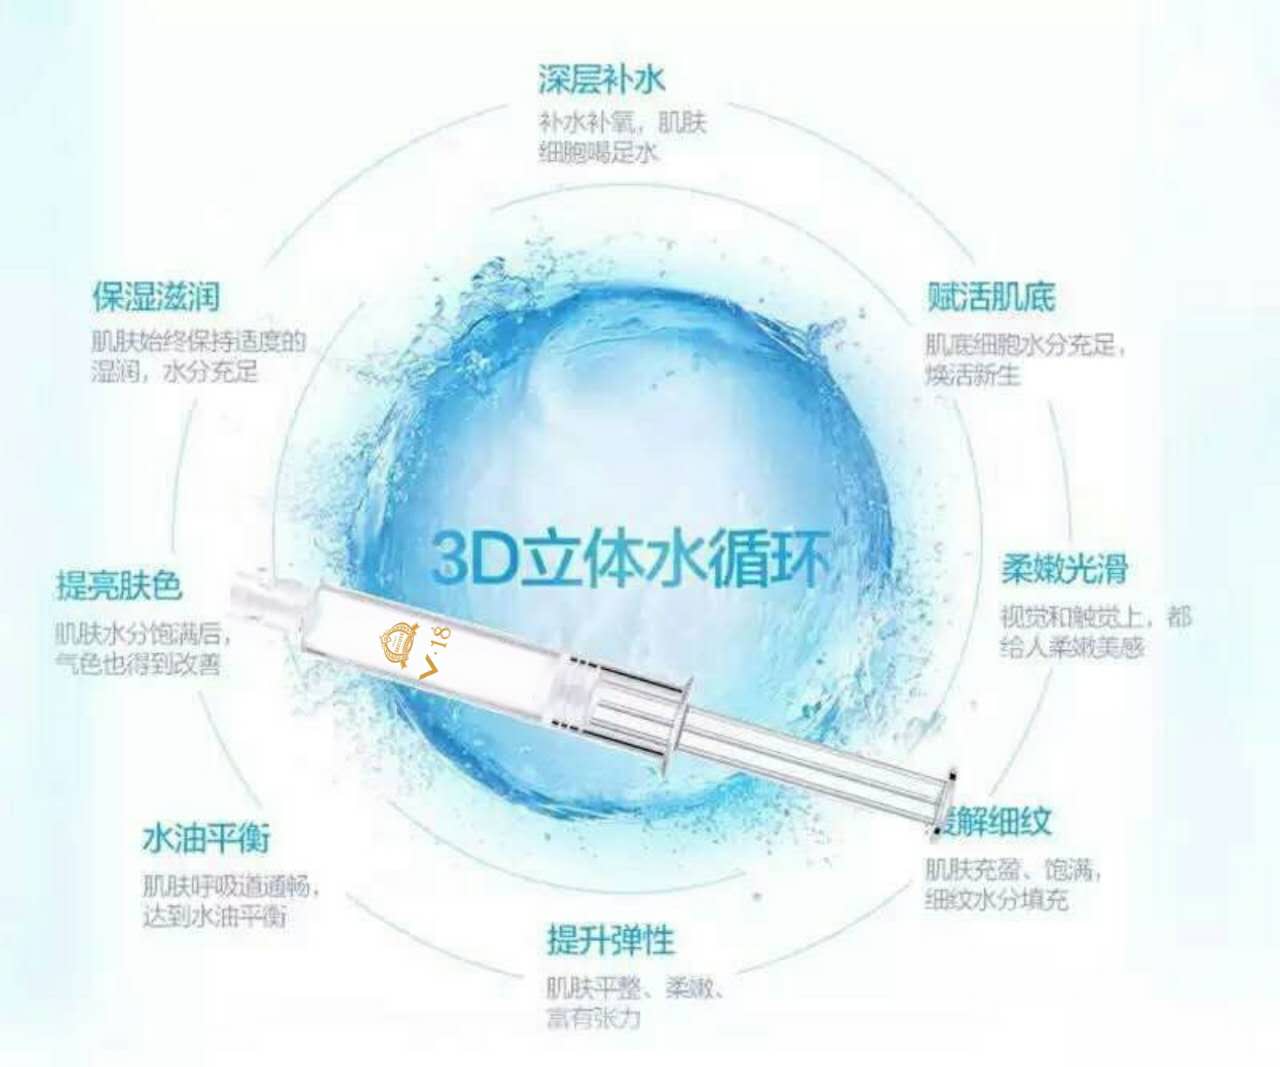 深层补水
补水补氧，肌肤
细胞喝足水
保湿滋润
肌肤始终保持适度的
湿润，水分充足
赋活肌底
肌底细胞水分充足，
焕活新生
3D立体水循环
提亮肤色
肌肤水分饱满后，
气色也得到改善
V·18
柔嫩光滑
视觉和触觉上，都
给人柔嫩美感
水油平衡
肌肤呼吸道通畅，
达到水油平衡
缓解细纹
肌肤充盈、饱满，
细纹水分填充
提升弹性
肌肤平整、柔嫩、
富有张力